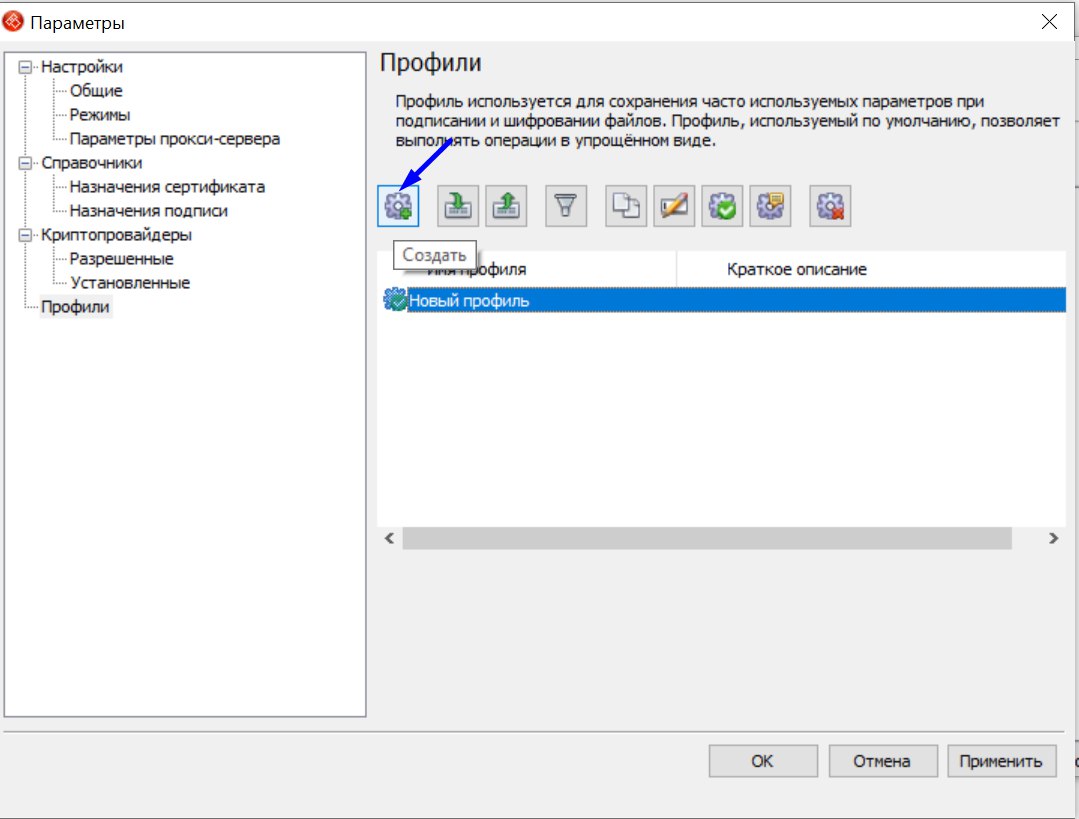 Параметры
Настройки
Общие
Режимы
Параметры прокси-сервера
Справочники
Назначения сертификата
Назначения подписи
Криптопровайдеры
Разрешенные
Установленные
Профили
Профили
Профиль используется для сохранения часто используемых параметров при
подписании и шифровании файлов. Профиль, используемый по умолчанию, позволяет
выполнять операции в упрощённом виде.
Создать
Имя профиля
Краткое описание
Новый профиль
ОК
Отмена
Применить